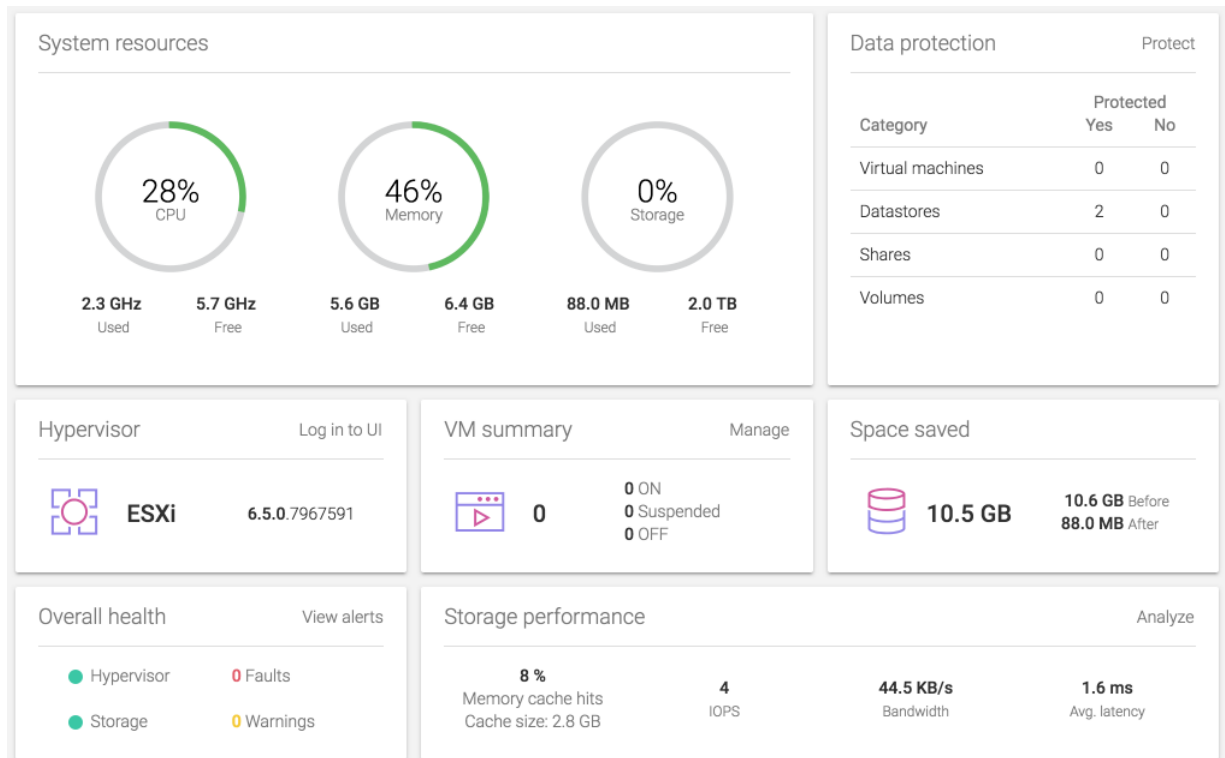 System resources
28%
CPU
2.3 GHz
Used
5.7 GHz
Free
46%
Memory
5.6 GB
Used
6.4 GB
Free
0%
Storage
88.0 MB
Used
2.0 TB
Free
Data protection Protect
Protected
Category Yes No
Virtual machines 0 0
Datastores 2 0
Shares 0 0
Volumes 0 0
Hypervisor Log in to UI
ESXi 6.5.0.7967591
VM summary Manage
0
0 ON
0 Suspended
0 OFF
Space saved
10.5 GB
10.6 GB Before
88.0 MB After
Overall health View alerts
Hypervisor 0 Faults
Storage 0 Warnings
Storage performance Analyze
8 %
Memory cache hits
Cache size: 2.8 GB
4
IOPS
44.5 KB/s
Bandwidth
1.6 ms
Avg. latency